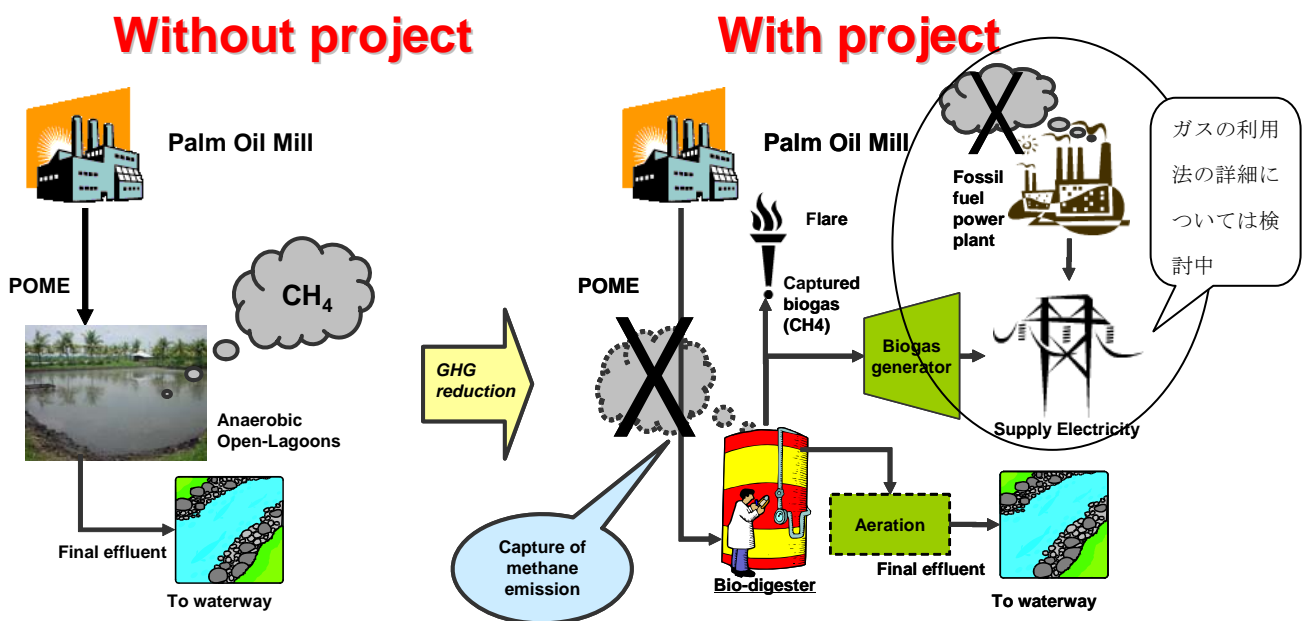 Without project
Palm Oil Mill
POME
CH4
Anaerobic
Open-Lagoons
Final effluent
To waterway
GHG
reduction
With project
Palm Oil Mill
POME
Flare
Captured
biogas
(CH4)
Fossil
fuel
power
plant
Biogas
generator
Supply Electricity
ガスの利用
法の詳細に
ついては検
討中
Capture of
methane
emission
Bio-digester
Aeration
Final effluent
To waterway